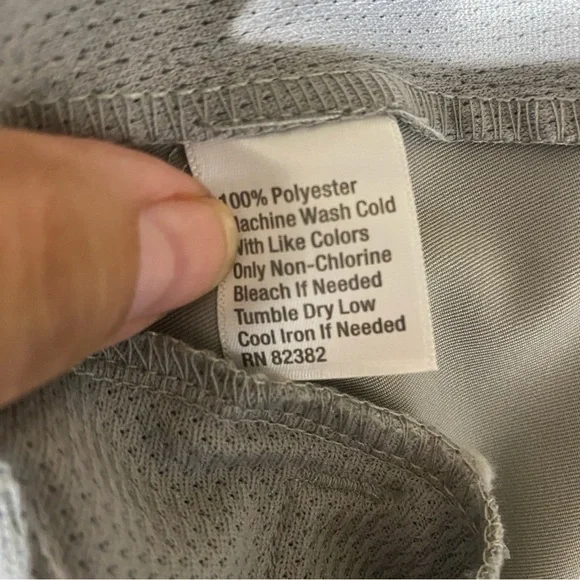 100% Polyester
Machine Wash Cold
With Like Colors
Only Non-Chlorine
Bleach If Needed
Tumble Dry Low
Cool Iron If Needed
RN 82382